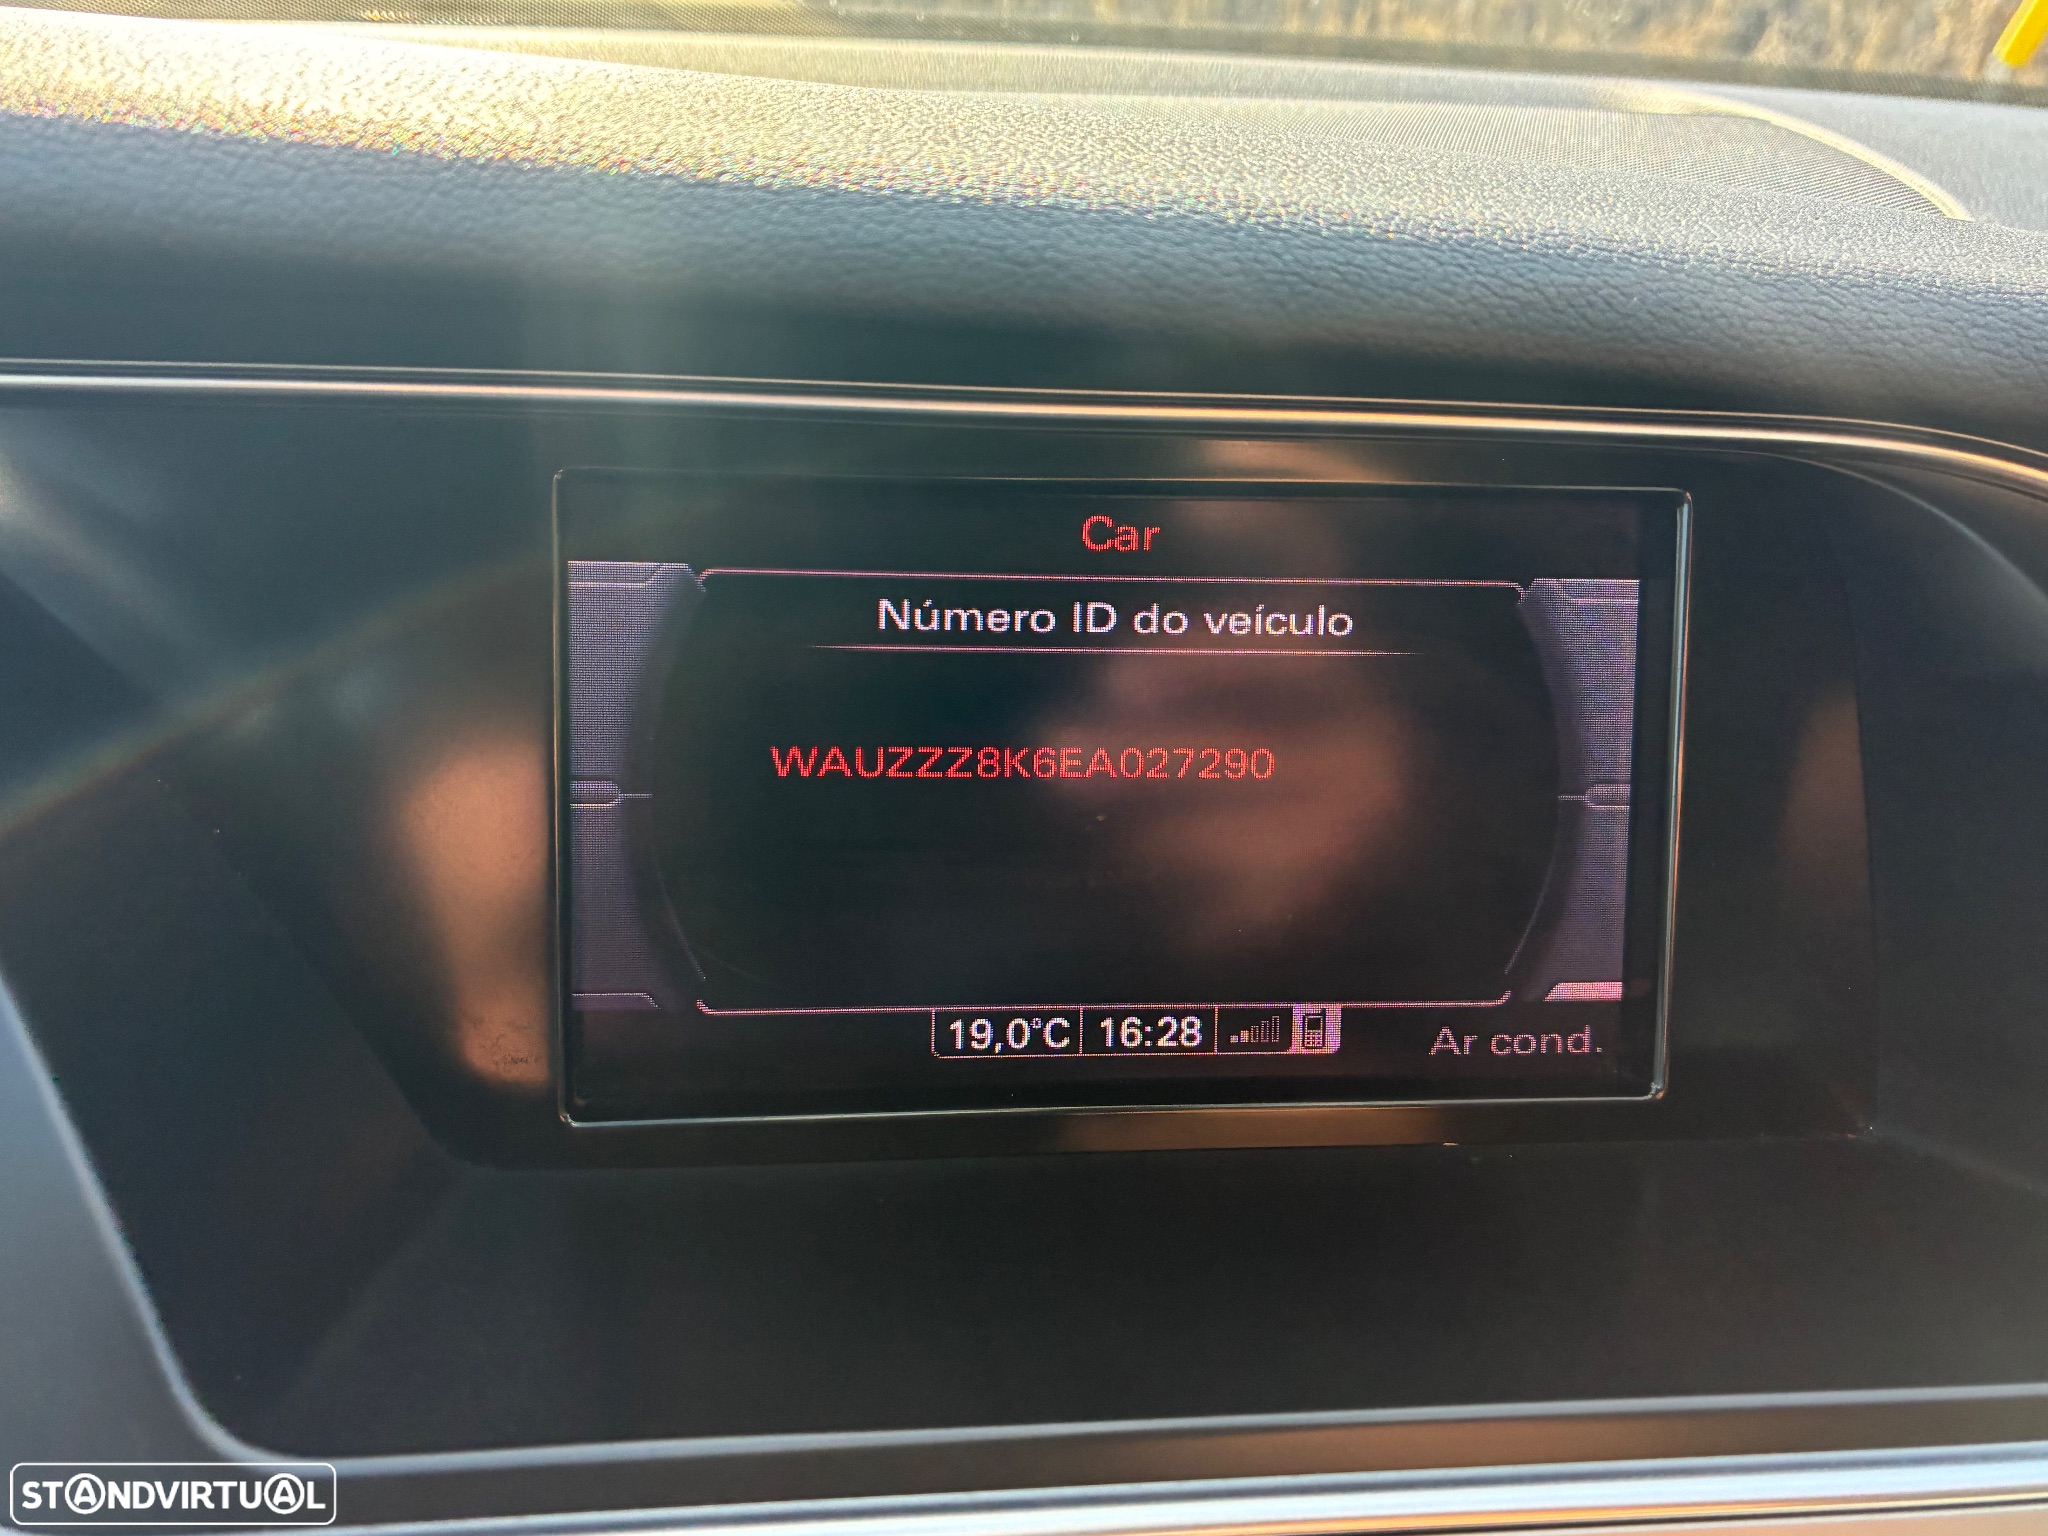 Car
Número ID do veículo
WAUZZZ8K6EA027290
19,0°C 16:28
Ar cond.
STANDVIRTUAL